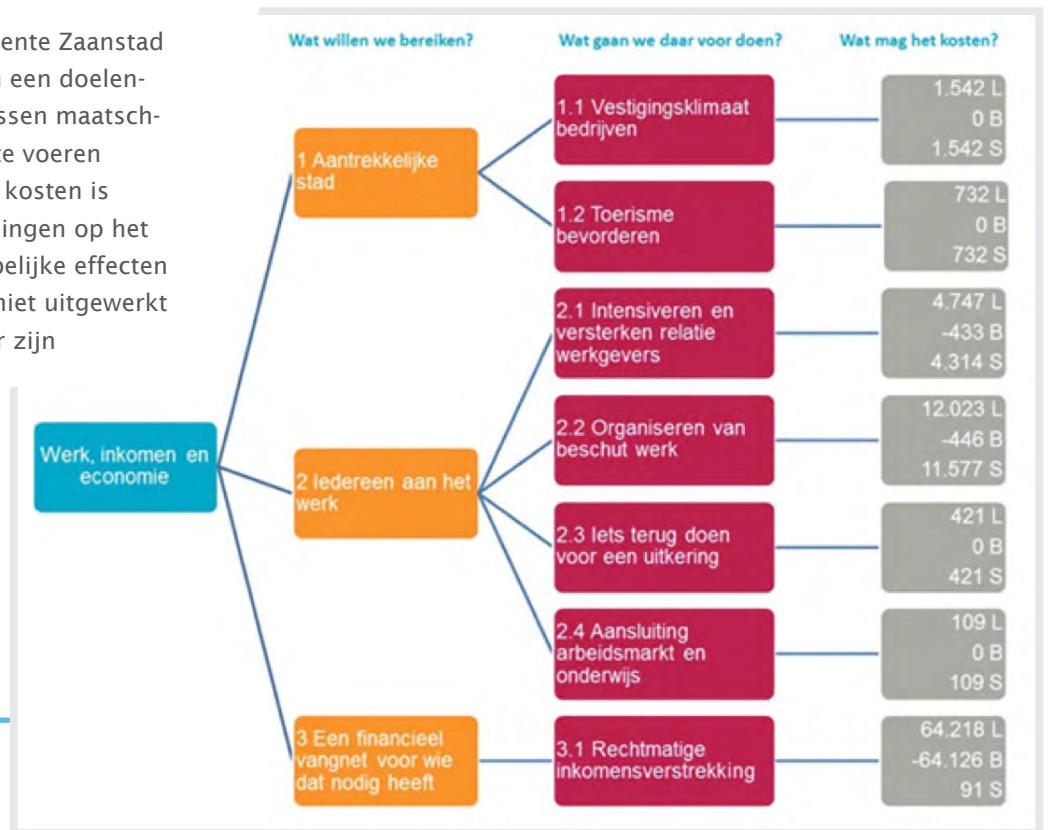 ente Zaanstad
een doelen-
ssen maatsch-
te voeren
kosten is
ingen op het
pelijke effecten
niet uitgewerkt
r zijn
Wat willen we bereiken?
Wat gaan we daar voor doen?
Wat mag het kosten?
Werk, inkomen en
economie
1 Aantrekkelijke
stad
1.1 Vestigingsklimaat
bedrijven
1.542 L
0 B
1.542 S
1.2 Toerisme
bevorderen
732 L
0 B
732 S
2 Iedereen aan het
werk
2.1 Intensiveren en
versterken relatie
werkgevers
4.747 L
-433 B
4.314 S
2.2 Organiseren van
beschut werk
12.023 L
-446 B
11.577 S
2.3 Iets terug doen
voor een uitkering
421 L
0 B
421 S
2.4 Aansluiting
arbeidsmarkt en
onderwijs
109 L
0 B
109 S
3 Een financieel
vangnet voor wie
dat nodig heeft
3.1 Rechtmatige
inkomensverstrekking
64.218 L
-64.126 B
91 S